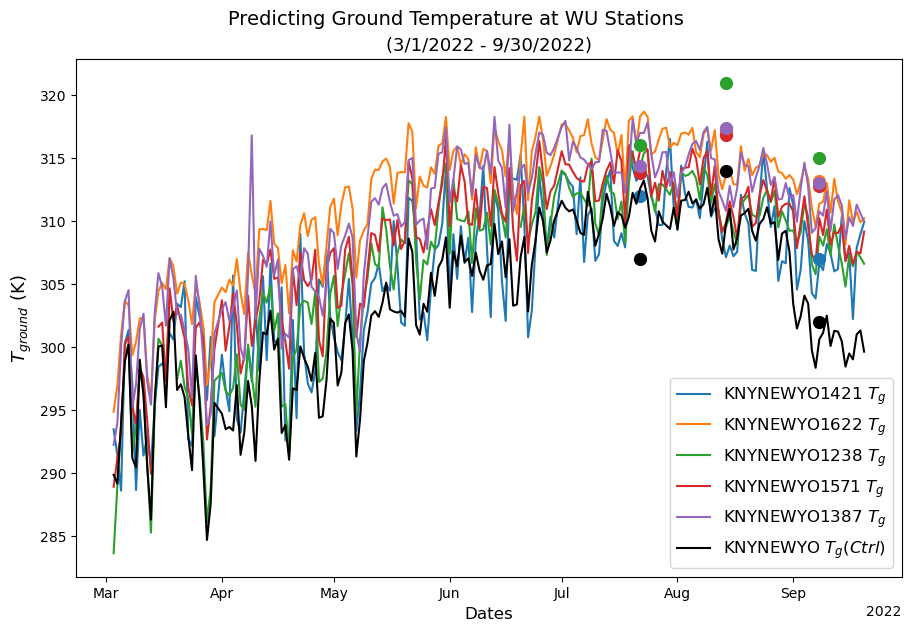 Predicting Ground Temperature at WU Stations
(3/1/2022 - 9/30/2022)
320
315
310
305
300
295
290
285
T_ground (K)
KNYNEWYO1421 T_g
KNYNEWYO1622 T_g
KNYNEWYO1238 T_g
KNYNEWYO1571 T_g
KNYNEWYO1387 T_g
KNYNEWYO T_g(Ctrl)
Mar Apr May Jun Jul Aug Sep
2022
Dates